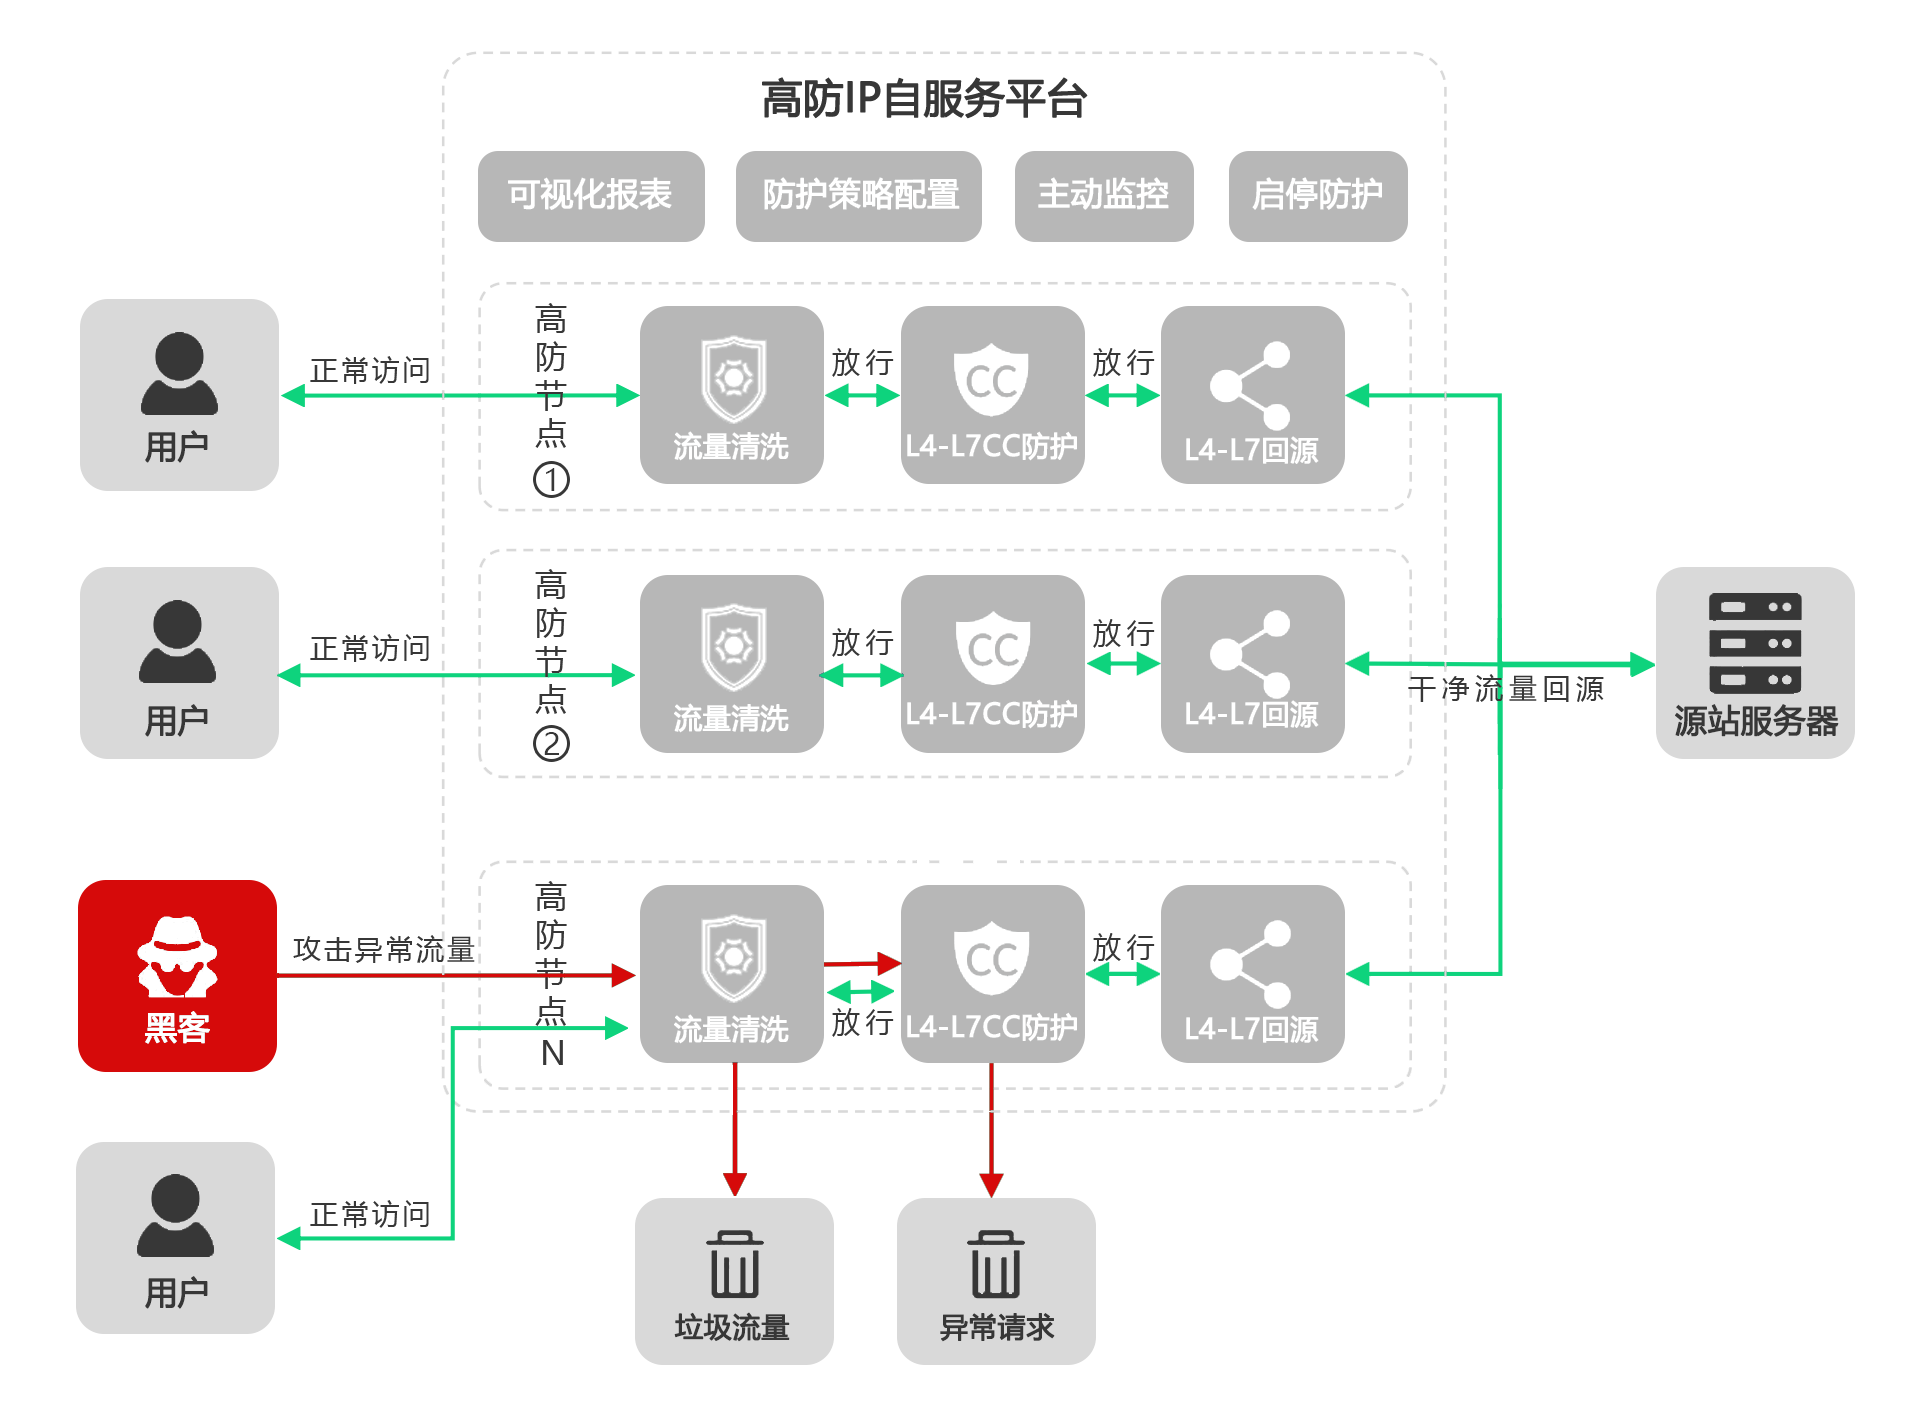 高防IP自服务平台
可视化报表
防护策略配置
主动监控
启停防护
用户
正常访问
高防节点①
流量清洗
放行
CC
L4-L7CC防护
放行
L4-L7回源
用户
正常访问
高防节点②
流量清洗
放行
CC
L4-L7CC防护
放行
L4-L7回源
干净流量回源
源站服务器
黑客
攻击异常流量
高防节点N
流量清洗
放行
CC
L4-L7CC防护
放行
L4-L7回源
用户
正常访问
垃圾流量
异常请求